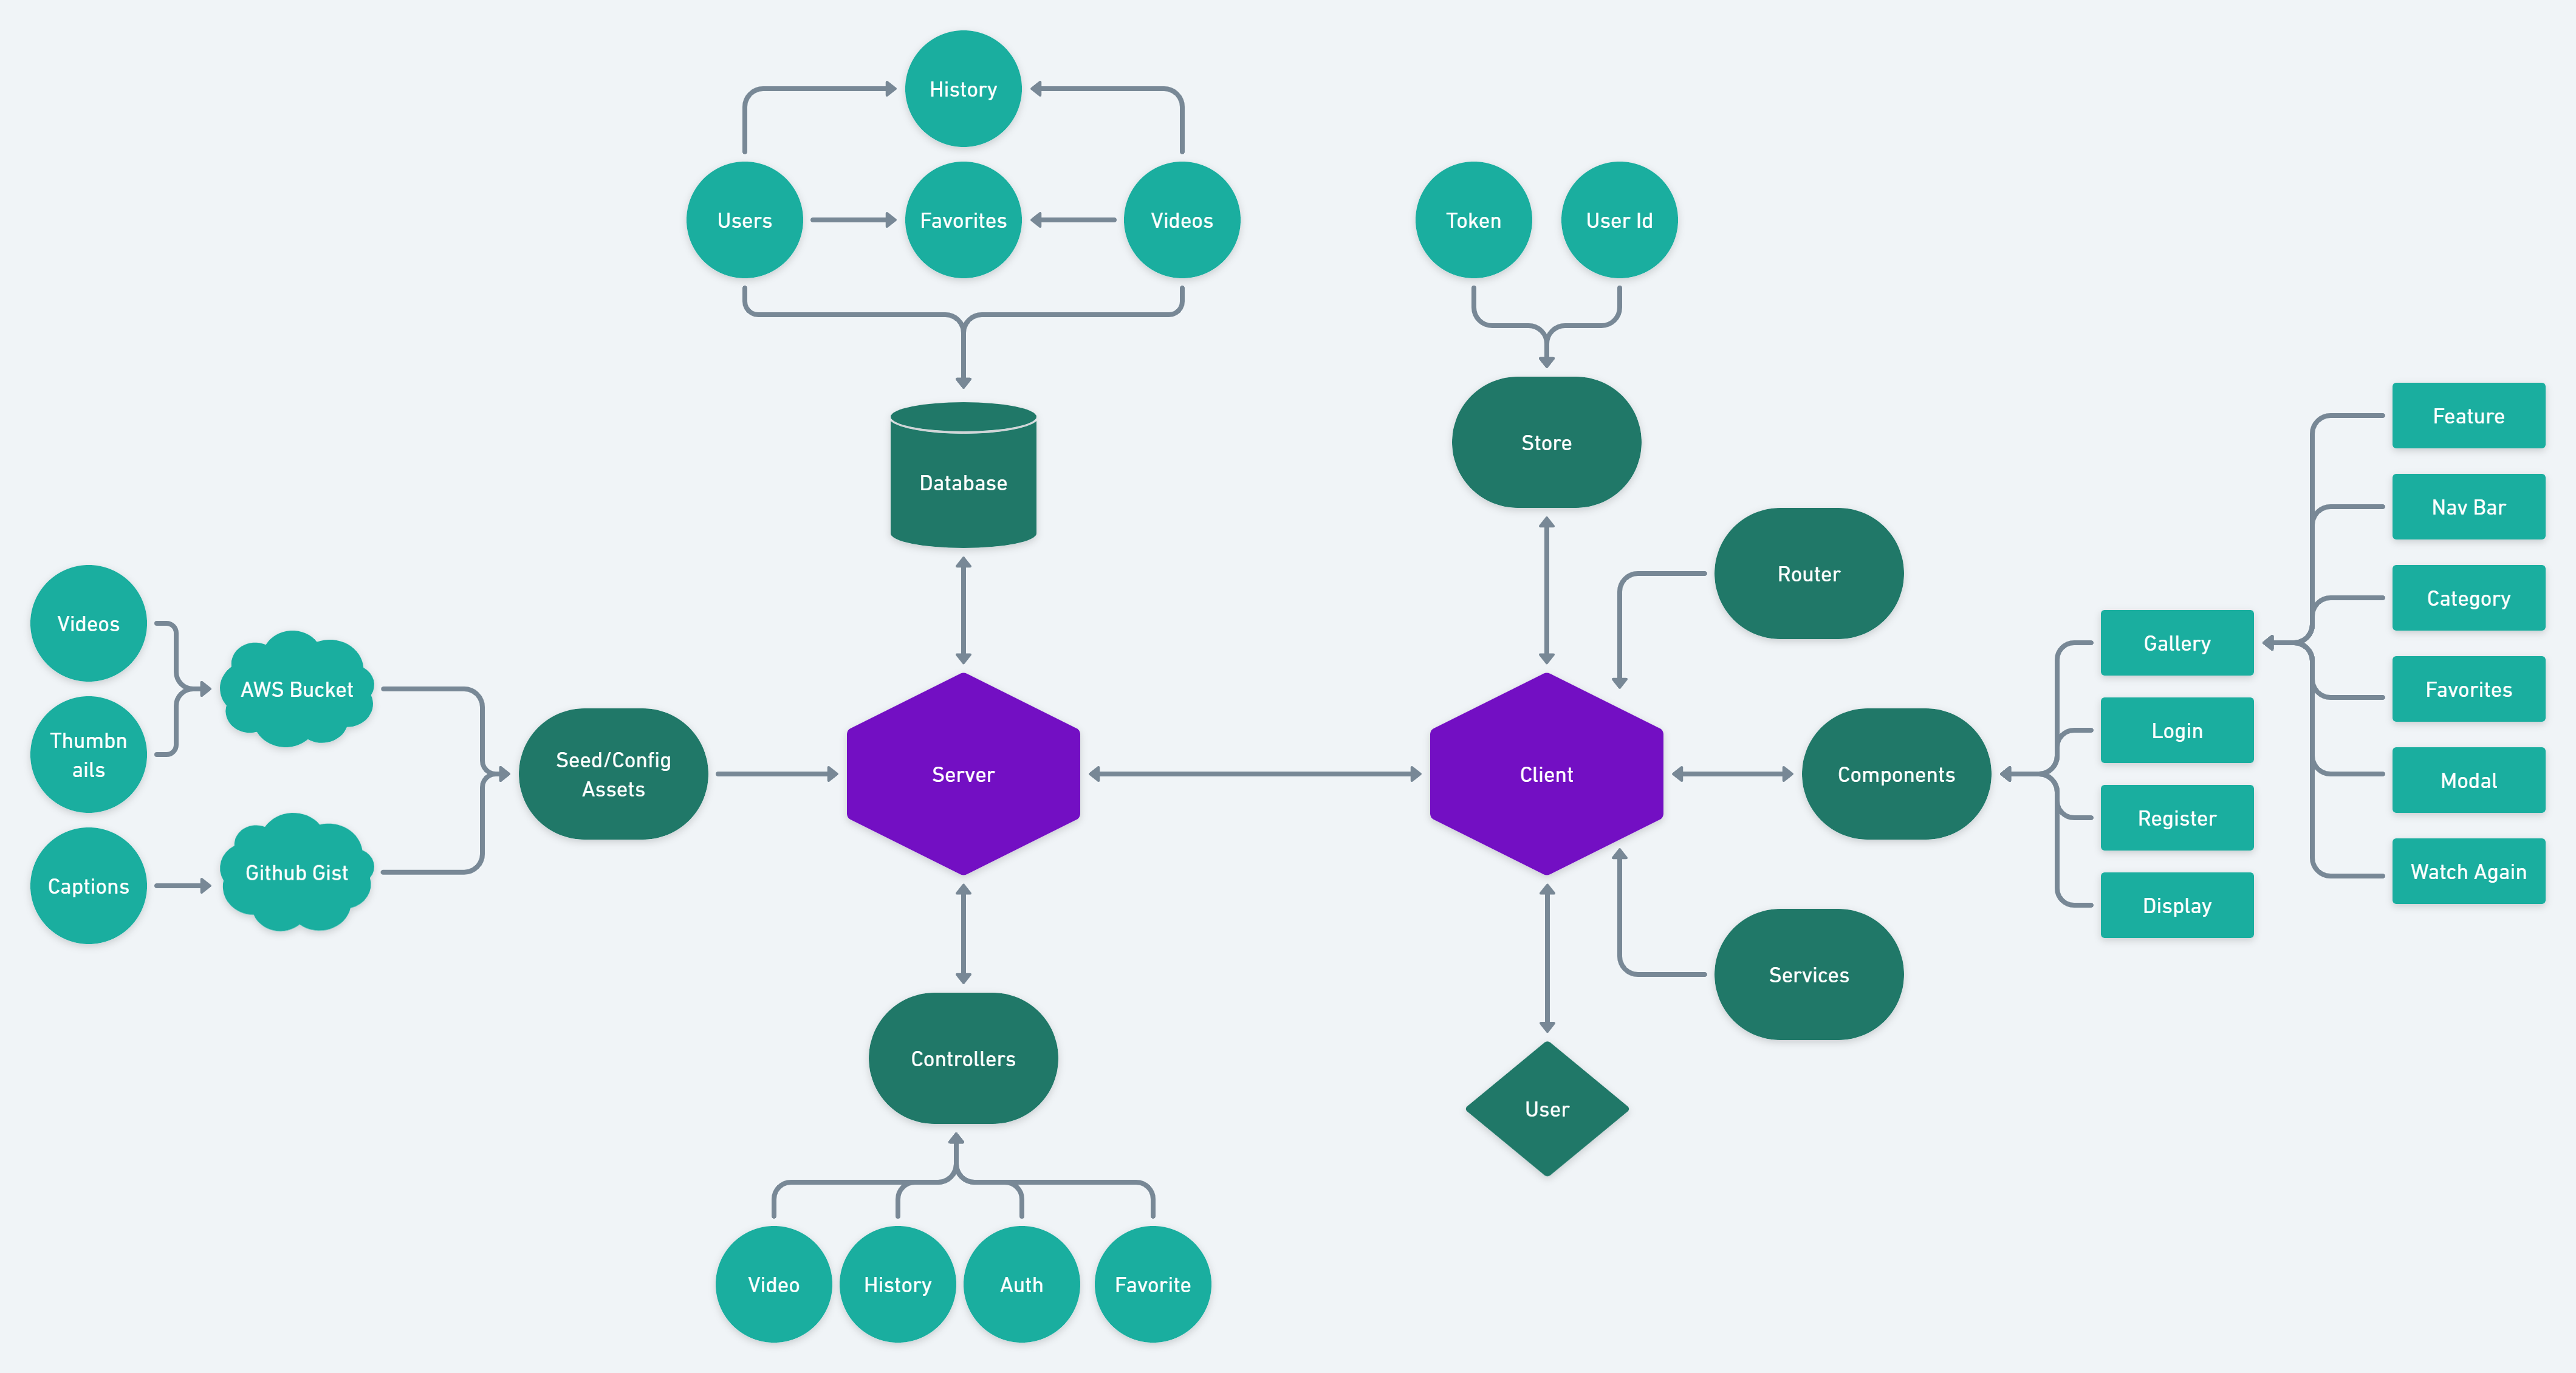 History
Users
Favorites
Videos
Token
User Id
Database
Store
Router
Feature
Nav Bar
Category
Favorites
Modal
Watch Again
Videos
Thumbn
ails
Captions
AWS Bucket
Github Gist
Seed/Config
Assets
Server
Client
Components
Gallery
Login
Register
Display
Services
Controllers
User
Video
History
Auth
Favorite